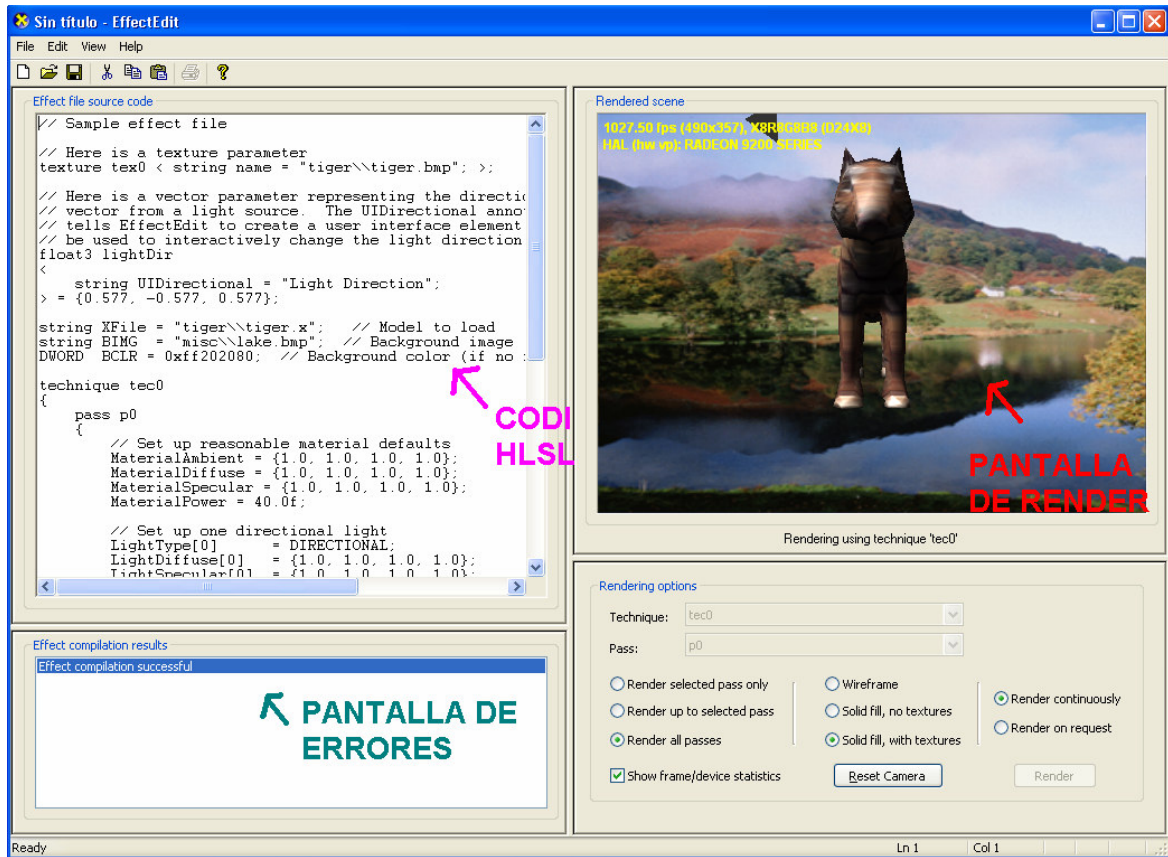 Sin título - EffectEdit
File Edit View Help
Effect file source code
// Sample effect file
// Here is a texture parameter
texture tex0 < string name = "tiger\\tiger.bmp"; >;
// Here is a vector parameter representing the directi
// vector from a light source.  The UIDirectional anno
// tells EffectEdit to create a user interface element
// be used to interactively change the light direction
float3 lightDir
<
string UIDirectional = "Light Direction";
> = {0.577, -0.577, 0.577};
string XFile = "tiger\\tiger.x";   // Model to load
string BIMG  = "misc\\lake.bmp";  // Background image
DWORD  BCLR = 0xff202080;  // Background color (if no
technique tec0
{
pass p0
{
// Set up reasonable material defaults
MaterialAmbient = {1.0, 1.0, 1.0, 1.0};
MaterialDiffuse = {1.0, 1.0, 1.0, 1.0};
MaterialSpecular = {1.0, 1.0, 1.0, 1.0};
MaterialPower = 40.0f;
// Set up one directional light
LightType[0]      = DIRECTIONAL;
LightDiffuse[0]   = {1.0, 1.0, 1.0, 1.0};
LightSpecular[0]  = {1.0, 1.0, 1.0, 1.0};
CODI
HLSL
Effect compilation results
Effect compilation successful
PANTALLA DE
ERRORES
Rendered scene
1027.50 fps (490x357), X8R8G8B8 (D24X8)
HAL (hw vp): RADEON 9200 SERIES
PANTALLA
DE RENDER
Rendering using technique 'tec0'
Rendering options
Technique: tec0
Pass: p0
Render selected pass only
Render up to selected pass
Render all passes
Wireframe
Solid fill, no textures
Solid fill, with textures
Render continuously
Render on request
Show frame/device statistics
Reset Camera
Render
Ready Ln 1 Col 1